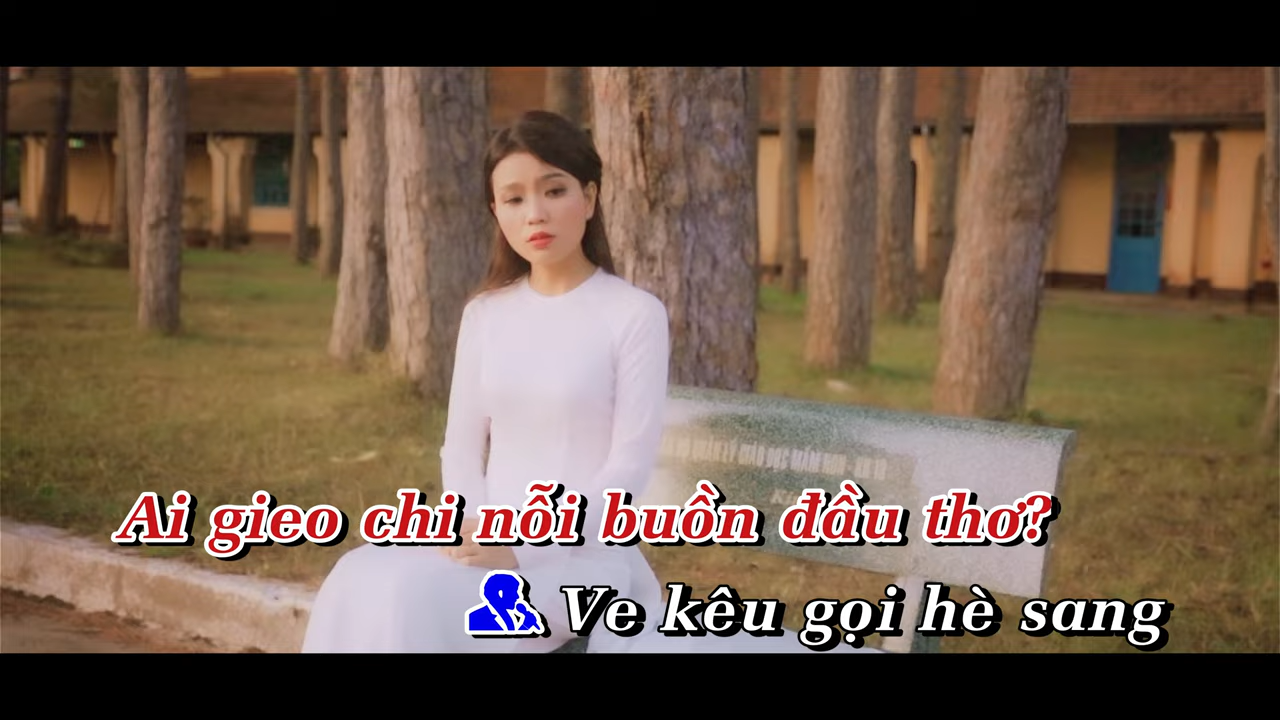 Ai gieo chi nỗi buồn đầu thơ?
Ve kêu gọi hè sang